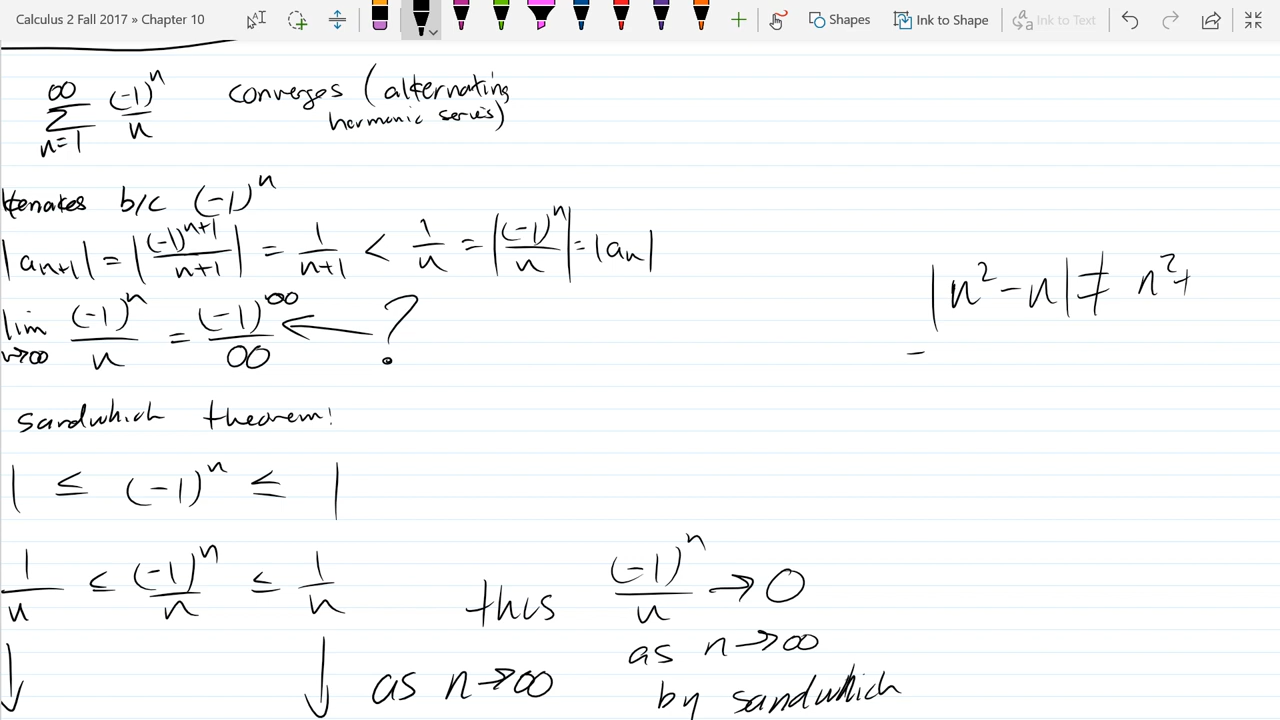 Calculus 2 Fall 2017 » Chapter 10 Shapes Ink to Shape Ink to Text
∞ Σ n=1 (-1)^n / n converges (alternating
harmonic series)
b/c (-1)^n
|a_{n+1}| = |(-1)^{n+1} / n+1| = 1 / n+1 < 1 / n = |(-1)^n / n| = |a_n|
|n² - n| ≠ n² +
lim n→∞ (-1)^n / n = (-1)^∞ / ∞ ← ?
-
sandwhich theorem:
1 ≤ (-1)^n ≤ 1
1 / n ≤ (-1)^n / n ≤ 1 / n thus (-1)^n / n → 0
as n→∞
↓ ↓ as n→∞ by sandwhich